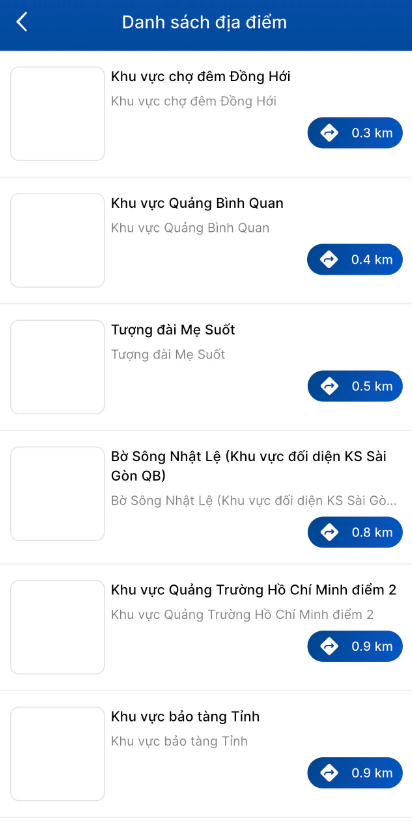 Danh sách địa điểm
Khu vực chợ đêm Đồng Hới
Khu vực chợ đêm Đồng Hới
0.3 km
Khu vực Quảng Bình Quan
Khu vực Quảng Bình Quan
0.4 km
Tượng đài Mẹ Suốt
Tượng đài Mẹ Suốt
0.5 km
Bờ Sông Nhật Lệ (Khu vực đối diện KS Sài
Gòn QB)
Bờ Sông Nhật Lệ (Khu vực đối diện KS Sài Gò...
0.8 km
Khu vực Quảng Trường Hồ Chí Minh điểm 2
Khu vực Quảng Trường Hồ Chí Minh điểm 2
0.9 km
Khu vực bảo tàng Tỉnh
Khu vực bảo tàng Tỉnh
0.9 km